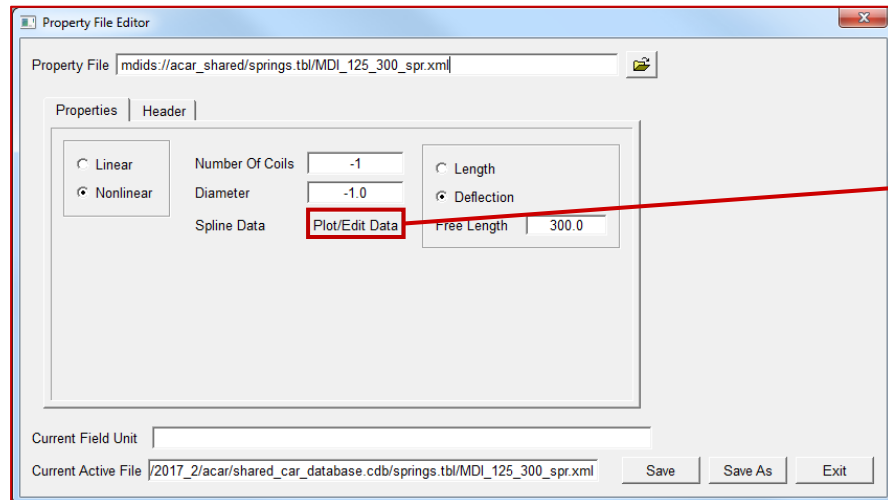 Property File Editor
Property File mdids://acar_shared/springs.tbl/MDI_125_300_spr.xml
Properties Header
Linear Number Of Coils -1 Length
Nonlinear Diameter -1.0 Deflection
Spline Data Plot/Edit Data Free Length 300.0
Current Field Unit
Current Active File /2017_2/acar/shared_car_database.cdb/springs.tbl/MDI_125_300_spr.xml Save Save As Exit